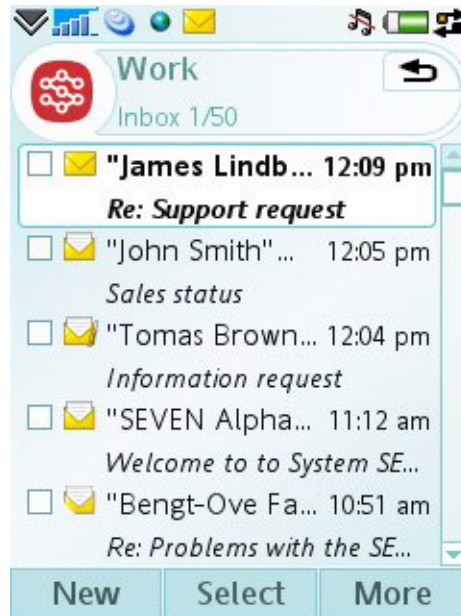 Work
Inbox 1/50
"James Lindb... 12:09 pm
Re: Support request
"John Smith"... 12:05 pm
Sales status
"Tomas Brown... 12:04 pm
Information request
"SEVEN Alpha... 11:12 am
Welcome to to System SE...
"Bengt-Ove Fa... 10:51 am
Re: Problems with the SE...
New Select More